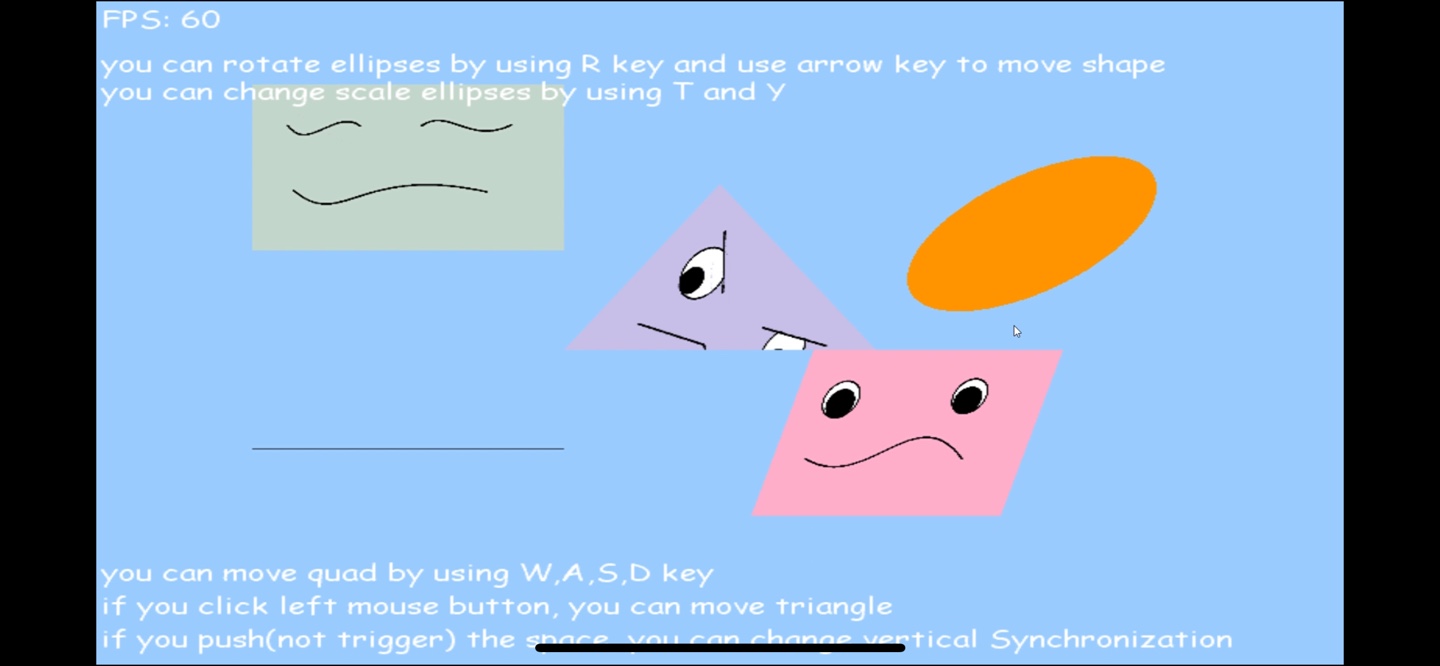 FPS: 60
you can rotate ellipses by using R key and use arrow key to move shape
you can change scale ellipses by using T and Y
you can move quad by using W,A,S,D key
if you click left mouse button, you can move triangle
if you push(not trigger) the space, you can change vertical Synchronization